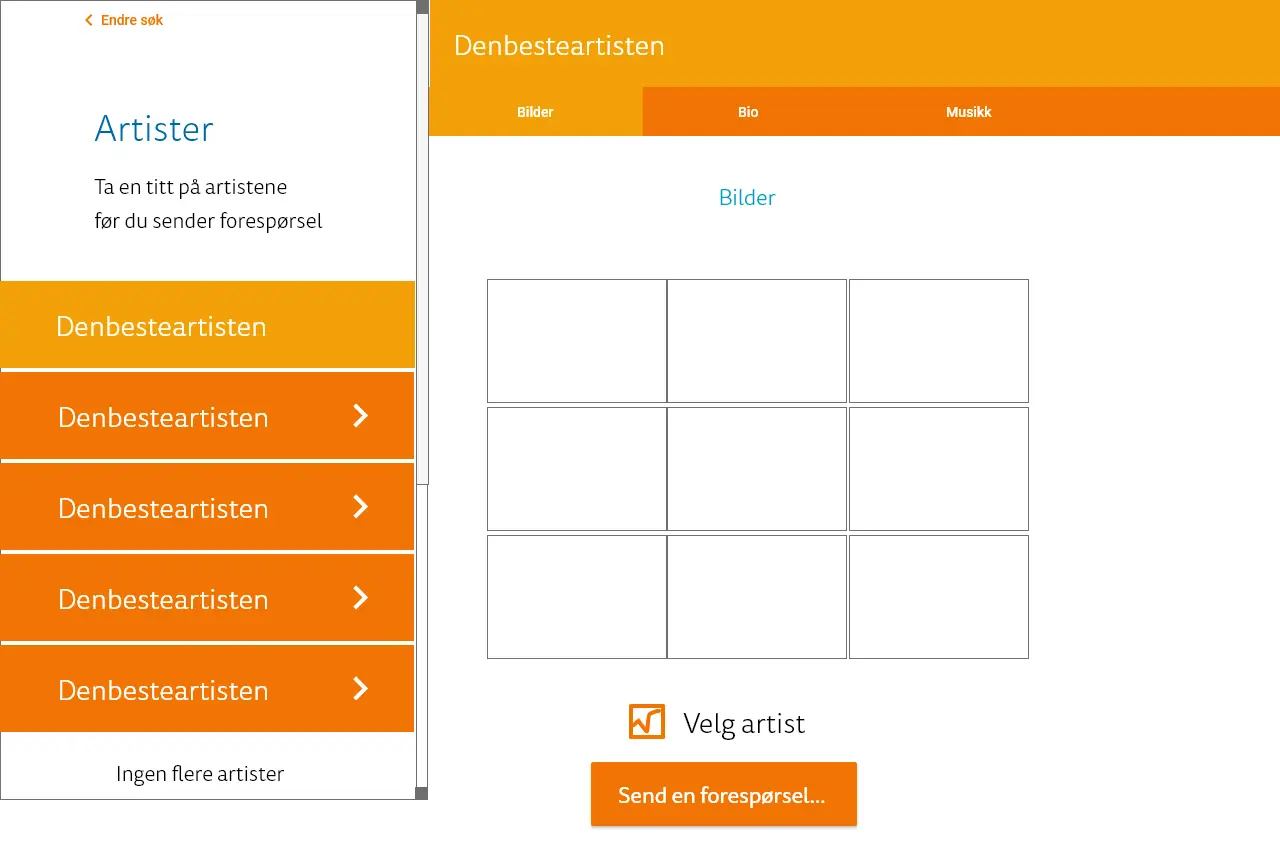 Endre søk
Artister
Ta en titt på artistene
før du sender forespørsel
Denbesteartisten
Denbesteartisten
Denbesteartisten
Denbesteartisten
Denbesteartisten
Ingen flere artister
Denbesteartisten
Bilder
Bio
Musikk
Bilder
Velg artist
Send en forespørsel...